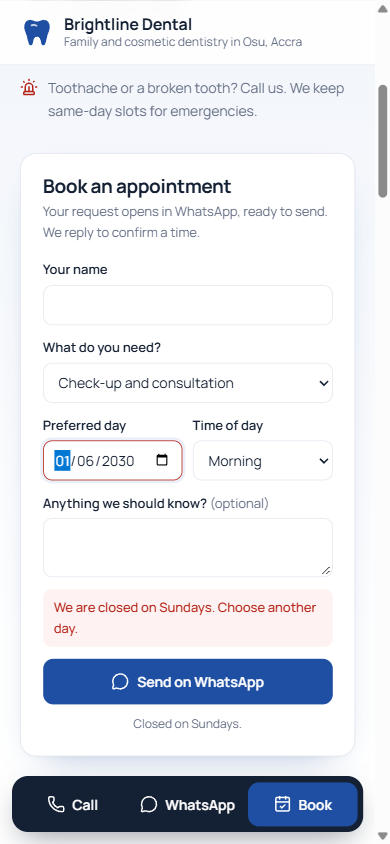 Brightline Dental
Family and cosmetic dentistry in Osu, Accra
Toothache or a broken tooth? Call us. We keep
same-day slots for emergencies.
Book an appointment
Your request opens in WhatsApp, ready to send.
We reply to confirm a time.
Your name
What do you need?
Check-up and consultation
Preferred day
Time of day
01/06/2030
Morning
Anything we should know? (optional)
We are closed on Sundays. Choose another
day.
Send on WhatsApp
Closed on Sundays.
Call
WhatsApp
Book